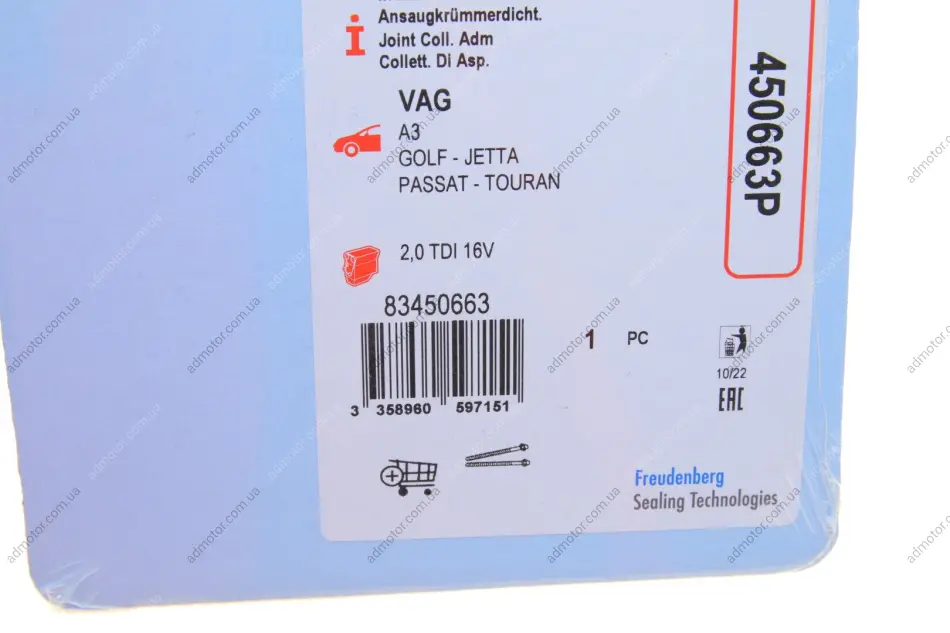 Ansaugkrümmerdicht.
Joint Coll. Adm
Collett. Di Asp.
VAG
A3
GOLF - JETTA
PASSAT - TOURAN
2,0 TDI 16V
83450663
3 358960 597151
1 PC
10/22
EAC
450663P
Freudenberg
Sealing Technologies
admotor.com.ua